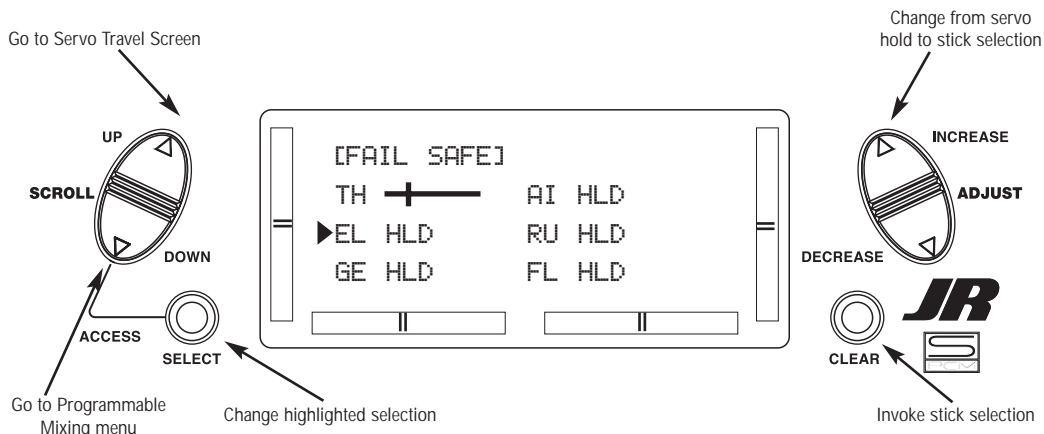 Go to Servo Travel Screen
Change from servo
hold to stick selection
UP
SCROLL
DOWN
ACCESS
SELECT
[FAIL SAFE]
TH
AI HLD
EL HLD
RU HLD
GE HLD
FL HLD
INCREASE
ADJUST
DECREASE
CLEAR
JR
S
PCM
Go to Programmable
Mixing menu
Change highlighted selection
Invoke stick selection